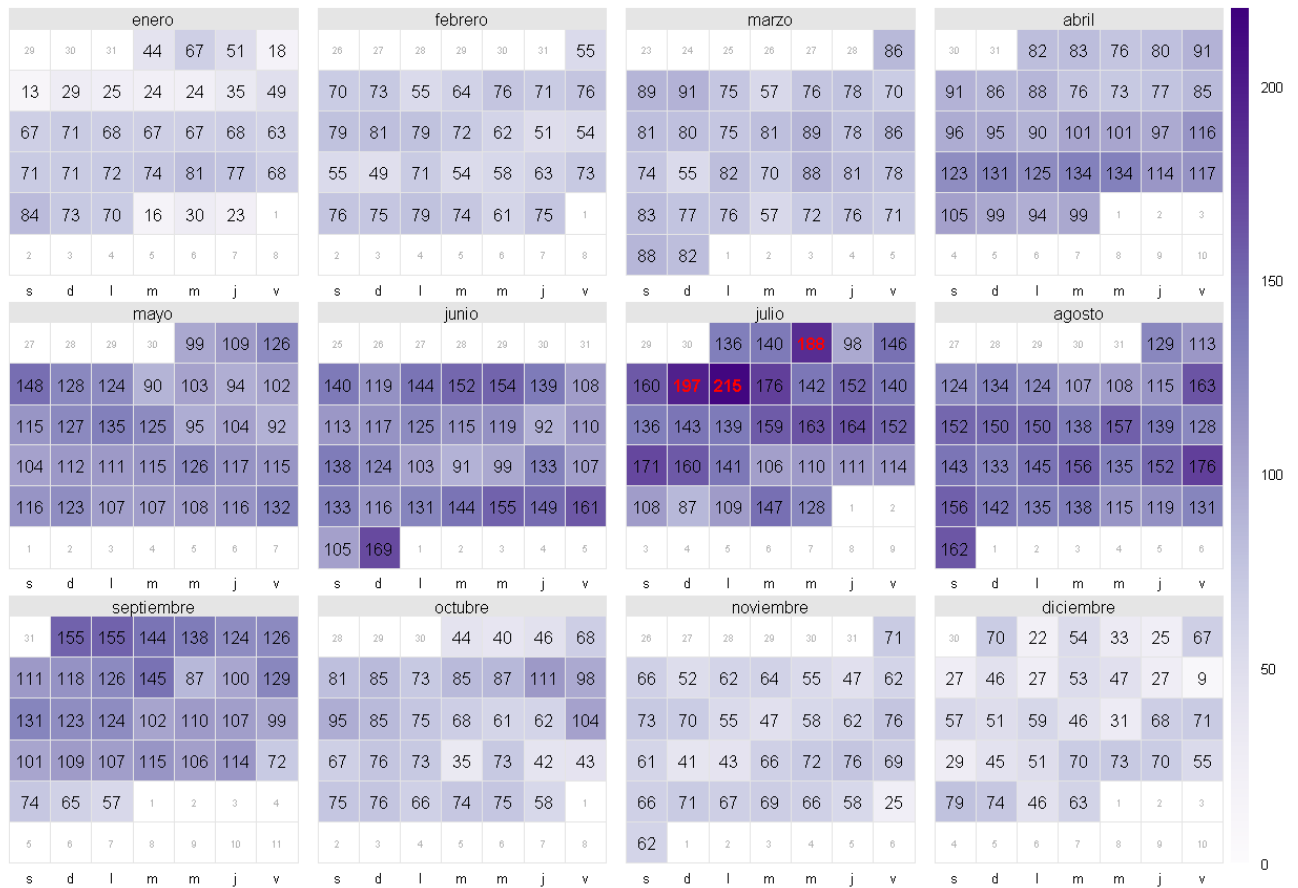 enero febrero marzo abril
29 30 31 44 67 51 18 26 27 28 29 30 31 55 23 24 25 26 27 28 86 30 31 82 83 76 80 91
200
13 29 25 24 24 35 49 70 73 55 64 76 71 76 89 91 75 57 76 78 70 91 86 88 76 73 77 85
67 71 68 67 67 68 63 79 81 79 72 62 51 54 81 80 75 81 89 78 86 96 95 90 101 101 97 116
71 71 72 74 81 77 68 55 49 71 54 58 63 73 74 55 82 70 88 81 78 123 131 125 134 134 114 117
84 73 70 16 30 23 1 76 75 79 74 61 75 1 83 77 76 57 72 76 71 105 99 94 99 1 2 3
2 3 4 5 6 7 8 2 3 4 5 6 7 8 88 82 1 2 3 4 5 4 5 6 7 8 9 10
150
s d l m m j v s d l m m j v s d l m m j v s d l m m j v
mayo junio julio agosto
27 28 29 30 99 109 126 25 26 27 28 29 30 31 29 30 136 140 188 98 146 27 28 29 30 31 129 113
148 128 124 90 103 94 102 140 119 144 152 154 139 108 160 197 215 176 142 152 140 124 134 124 107 108 115 163
115 127 135 125 95 104 92 113 117 125 115 119 92 110 136 143 139 159 163 164 152 152 150 150 138 157 139 128
104 112 111 115 126 117 115 138 124 103 91 99 133 107 171 160 141 106 110 111 114 143 133 145 156 135 152 176
100
116 123 107 107 108 116 132 133 116 131 144 155 149 161 108 87 109 147 128 1 2 156 142 135 138 115 119 131
1 2 3 4 5 6 7 105 169 1 2 3 4 5 3 4 5 6 7 8 9 162 1 2 3 4 5 6
s d l m m j v s d l m m j v s d l m m j v s d l m m j v
septiembre octubre noviembre diciembre
31 155 155 144 138 124 126 28 29 30 44 40 46 68 26 27 28 29 30 31 71 30 70 22 54 33 25 67
50
111 118 126 145 87 100 129 81 85 73 85 87 111 98 66 52 62 64 55 47 62 27 46 27 53 47 27 9
131 123 124 102 110 107 99 95 85 75 68 61 62 104 73 70 55 47 58 62 76 57 51 59 46 31 68 71
101 109 107 115 106 114 72 67 76 73 35 73 42 43 61 41 43 66 72 76 69 29 45 51 70 73 70 55
74 65 57 1 2 3 4 75 76 66 74 75 58 1 66 71 67 69 66 58 25 79 74 46 63 1 2 3
5 6 7 8 9 10 11 2 3 4 5 6 7 8 62 1 2 3 4 5 6 4 5 6 7 8 9 10
0
s d l m m j v s d l m m j v s d l m m j v s d l m m j v